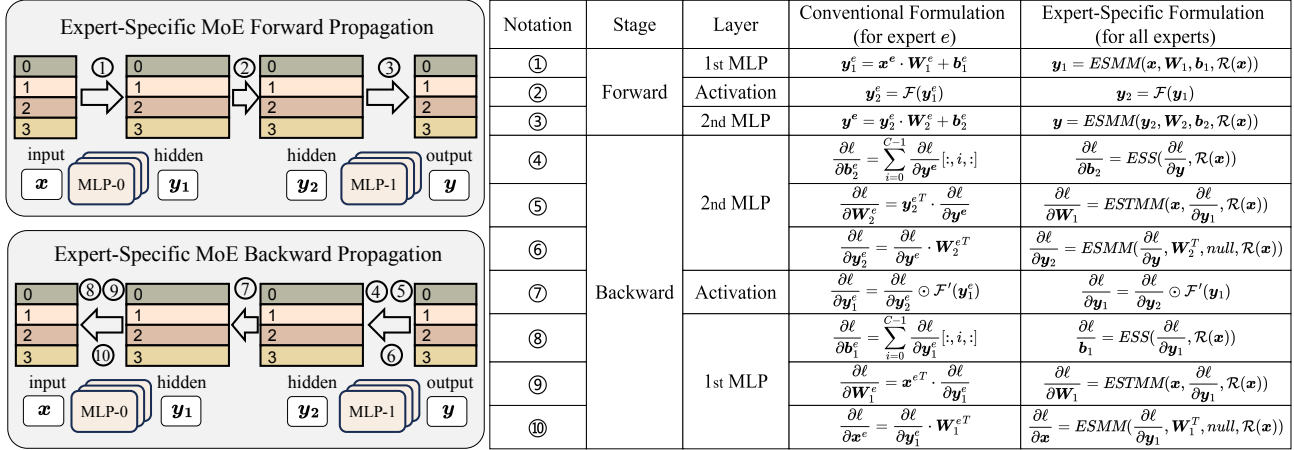 Expert-Specific MoE Forward Propagation
① ② ③
0 0 0 0
1 1 1 1
2 2 2 2
3 3 3 3
input hidden hidden output
x MLP-0 y₁ y₂ MLP-1 y
Expert-Specific MoE Backward Propagation
⑧ ⑨ ⑦ ④ ⑤
0 0 0 0
1 1 1 1
2 2 2 2
3 3 3 3
⑩ ⑥
input hidden hidden output
x MLP-0 y₁ y₂ MLP-1 y
Notation Stage Layer Conventional Formulation (for expert e) Expert-Specific Formulation (for all experts)
① Forward 1st MLP y₁ᵉ = xᵉ · W₁ᵉ + b₁ᵉ y₁ = ESMM(x, W₁, b₁, R(x))
② Activation y₂ᵉ = F(y₁ᵉ) y₂ = F(y₁)
③ 2nd MLP yᵉ = y₂ᵉ · W₂ᵉ + b₂ᵉ y = ESMM(y₂, W₂, b₂, R(x))
④ Backward 2nd MLP ∂ℓ/∂b₂ᵉ = ∑_{i=0}^{C−1} ∂ℓ/∂yᵉ [:, i, :] ∂ℓ/∂b₂ = ESS(∂ℓ/∂y, R(x))
⑤ ∂ℓ/∂W₂ᵉ = y₂ᵉᵀ · ∂ℓ/∂yᵉ ∂ℓ/∂W₁ = ESTMM(x, ∂ℓ/∂y₁, R(x))
⑥ ∂ℓ/∂y₂ᵉ = ∂ℓ/∂yᵉ · W₂ᵉᵀ ∂ℓ/∂y₂ = ESMM(∂ℓ/∂y, W₂ᵀ, null, R(x))
⑦ Activation ∂ℓ/∂y₁ᵉ = ∂ℓ/∂y₂ᵉ ⊙ F′(y₁ᵉ) ∂ℓ/∂y₁ = ∂ℓ/∂y₂ ⊙ F′(y₁)
⑧ 1st MLP ∂ℓ/∂b₁ᵉ = ∑_{i=0}^{C−1} ∂ℓ/∂y₁ᵉ [:, i, :] ∂ℓ/b₁ = ESS(∂ℓ/∂y₁, R(x))
⑨ ∂ℓ/∂W₁ᵉ = xᵉᵀ · ∂ℓ/∂y₁ᵉ ∂ℓ/∂W₁ = ESTMM(x, ∂ℓ/∂y₁, R(x))
⑩ ∂ℓ/∂xᵉ = ∂ℓ/∂y₁ᵉ · W₁ᵉᵀ ∂ℓ/∂x = ESMM(∂ℓ/∂y₁, W₁ᵀ, null, R(x))